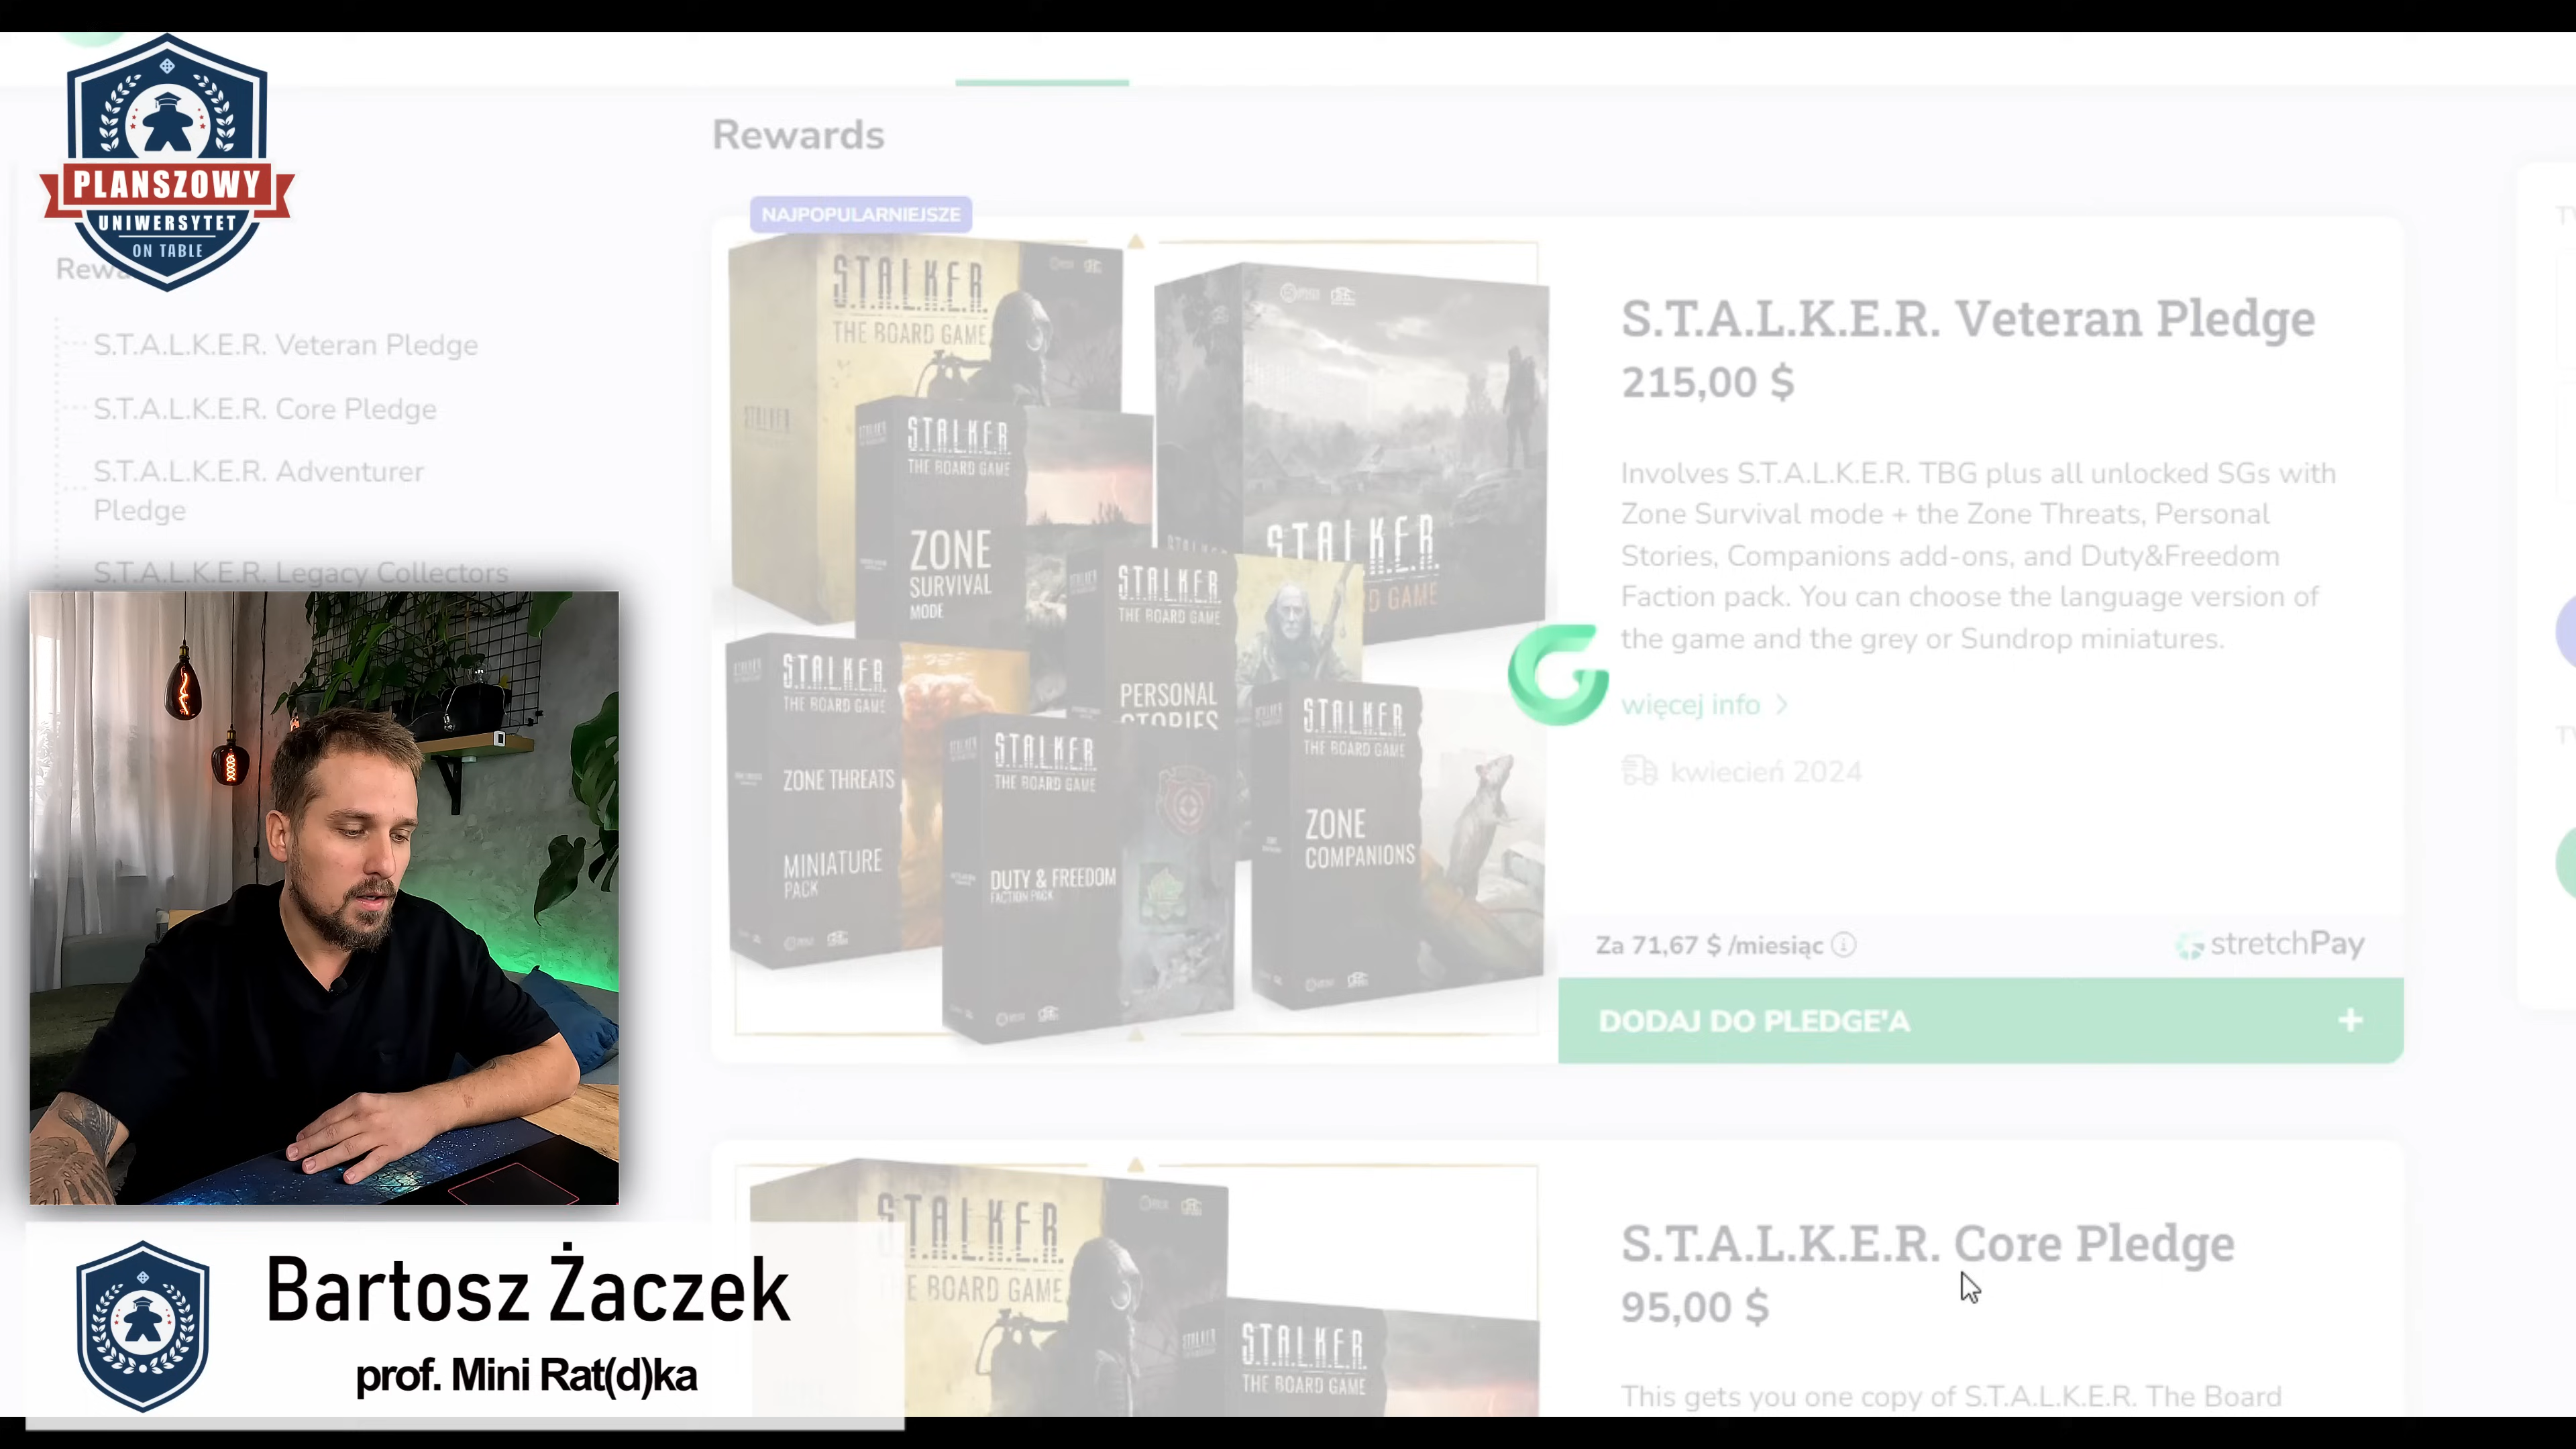 PLANSZOWY
UNIWERSYTET
ON TABLE
Rewards
S.T.A.L.K.E.R. Veteran Pledge
S.T.A.L.K.E.R. Core Pledge
S.T.A.L.K.E.R. Adventurer
Pledge
S.T.A.L.K.E.R. Legacy Collectors
NAJPOPULARNIEJSZE
S.T.A.L.K.E.R.
THE BOARD GAME
S.T.A.L.K.E.R.
THE BOARD GAME
ZONE
SURVIVAL
MODE
S.T.A.L.K.E.R.
D GAME
S.T.A.L.K.E.R.
THE BOARD GAME
PERSONAL
STORIES
S.T.A.L.K.E.R.
THE BOARD GAME
ZONE THREATS
MINIATURE
PACK
S.T.A.L.K.E.R.
THE BOARD GAME
DUTY & FREEDOM
FACTION PACK
S.T.A.L.K.E.R.
THE BOARD GAME
ZONE
COMPANIONS
S.T.A.L.K.E.R. Veteran Pledge
215,00 $
Involves S.T.A.L.K.E.R. TBG plus all unlocked SGs with
Zone Survival mode + the Zone Threats, Personal
Stories, Companions add-ons, and Duty&Freedom
Faction pack. You can choose the language version of
the game and the grey or Sundrop miniatures.
więcej info
kwiecień 2024
Za 71,67 $ /miesiąc
stretchPay
DODAJ DO PLEDGE'A +
S.T.A.L.K.E.R.
THE BOARD GAME
S.T.A.L.K.E.R.
THE BOARD GAME
S.T.A.L.K.E.R. Core Pledge
95,00 $
This gets you one copy of S.T.A.L.K.E.R. The Board
Bartosz Żaczek
prof. Mini Rat(d)ka